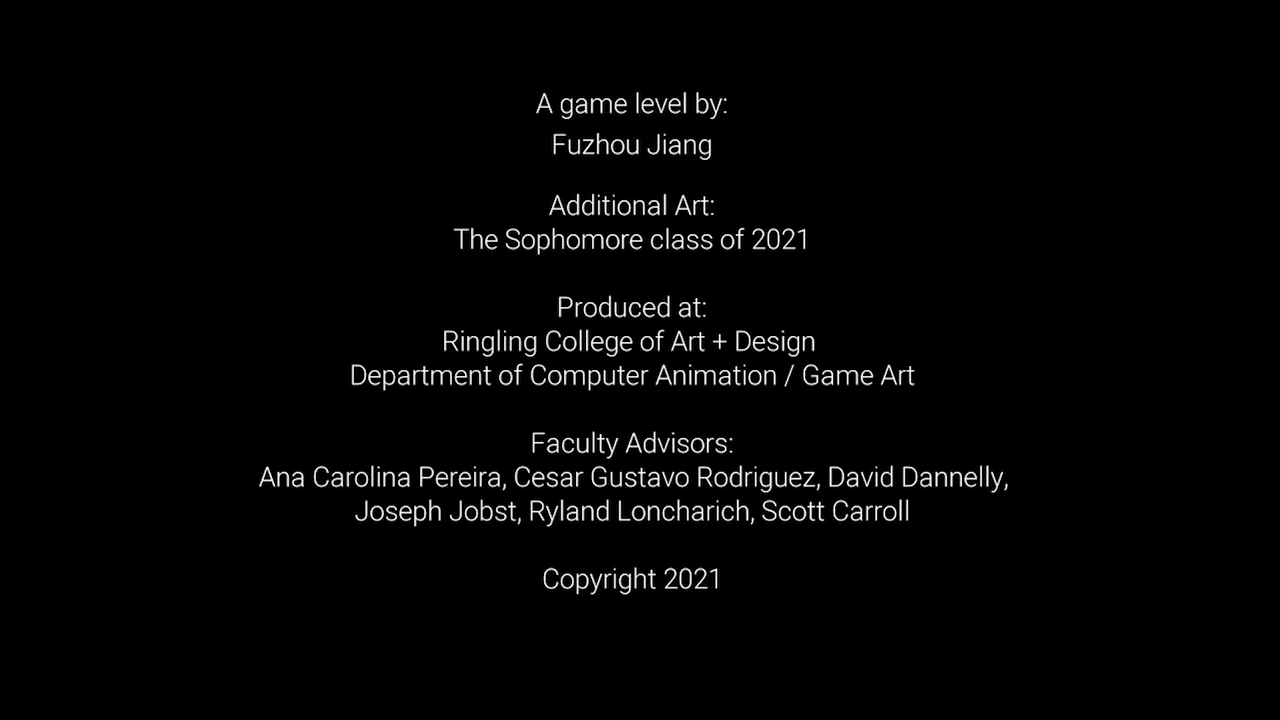 A game level by:
Fuzhou Jiang
Additional Art:
The Sophomore class of 2021
Produced at:
Ringling College of Art + Design
Department of Computer Animation / Game Art
Faculty Advisors:
Ana Carolina Pereira, Cesar Gustavo Rodriguez, David Dannelly,
Joseph Jobst, Ryland Loncharich, Scott Carroll
Copyright 2021